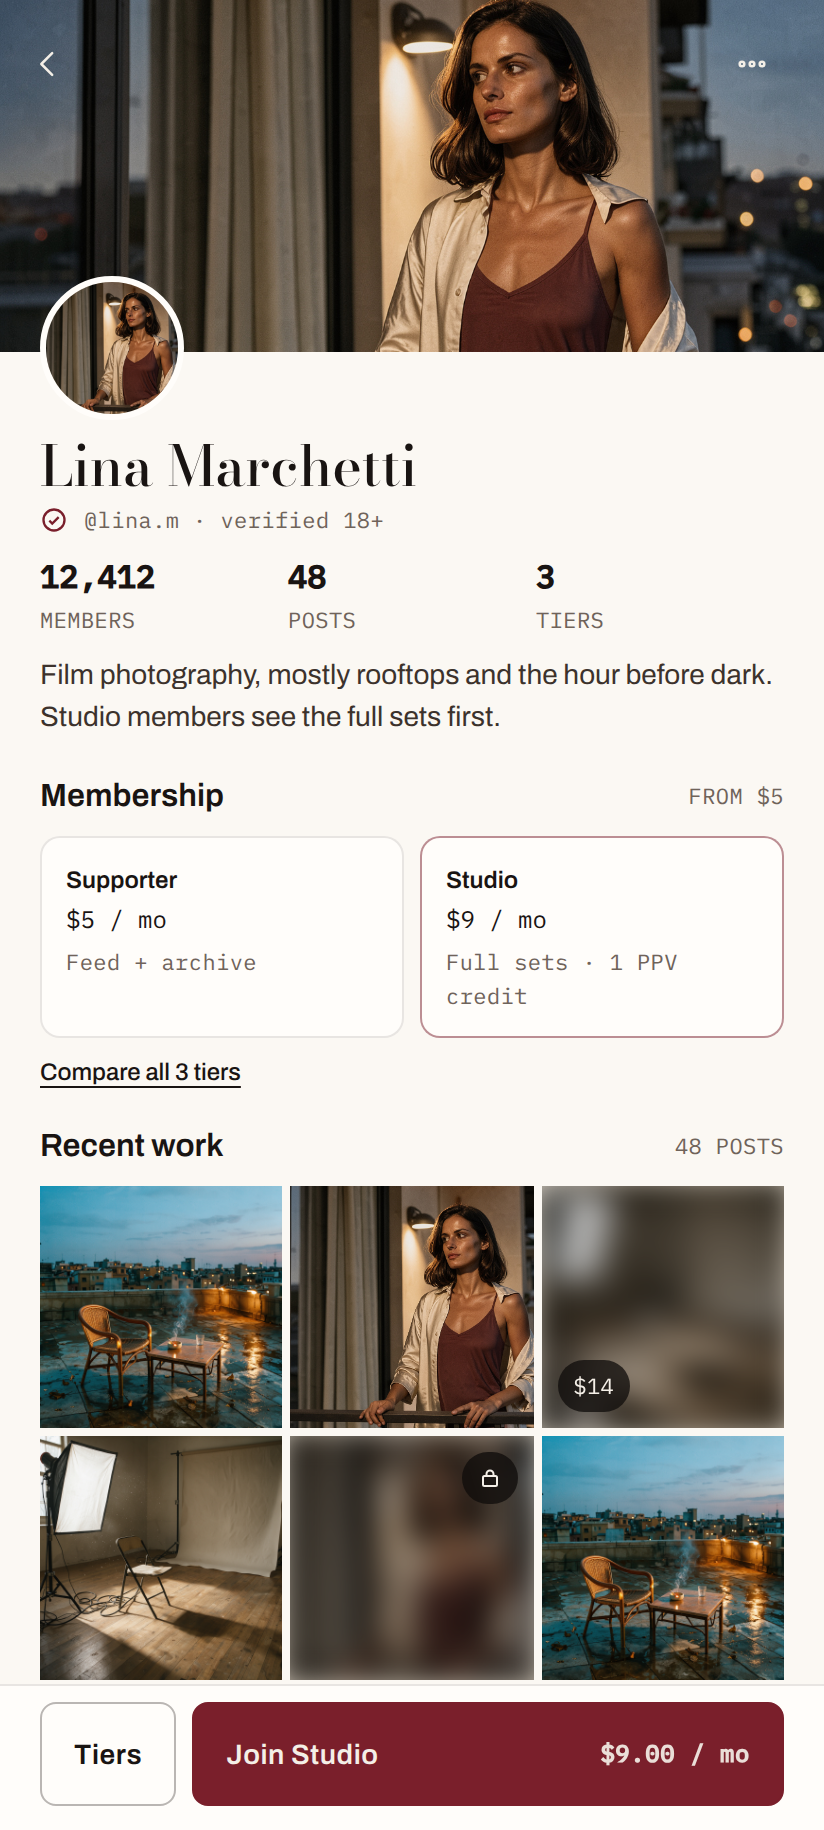 Lina Marchetti
@lina.m · verified 18+
12,412 48 3
MEMBERS POSTS TIERS
Film photography, mostly rooftops and the hour before dark.
Studio members see the full sets first.
Membership FROM $5
Supporter Studio
$5 / mo $9 / mo
Feed + archive Full sets · 1 PPV
credit
Compare all 3 tiers
Recent work 48 POSTS
$14
Tiers Join Studio $9.00 / mo